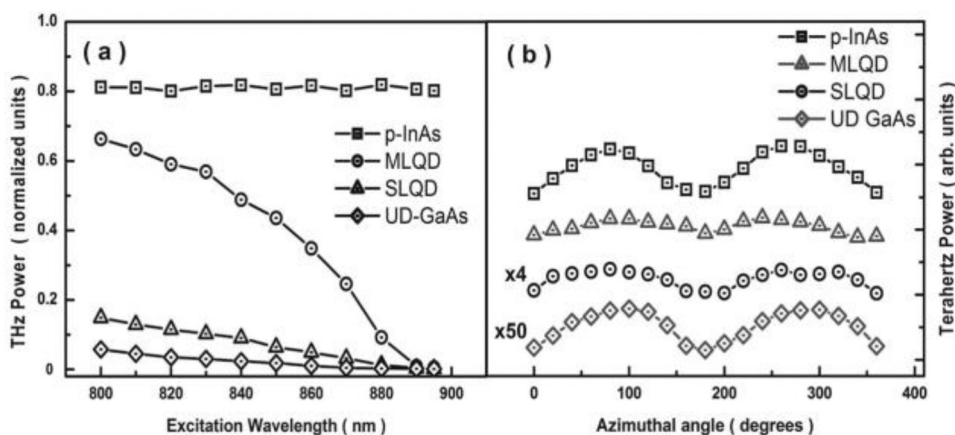 1.0
0.8
0.6
0.4
0.2
0
THz Power ( normalized units )
( a )
p-InAs
MLQD
SLQD
UD-GaAs
800 820 840 860 880 900
Excitation Wavelength ( nm )
( b )
p-InAs
MLQD
SLQD
UD GaAs
x4
x50
0 100 200 300 400
Azimuthal angle ( degrees )
Terahertz Power ( arb. units )